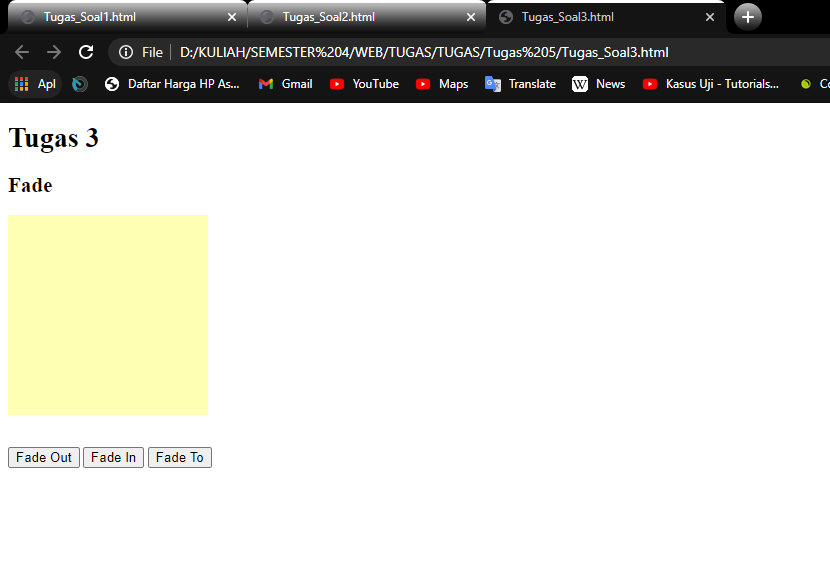 Tugas_Soal1.html Tugas_Soal2.html Tugas_Soal3.html
File D:/KULIAH/SEMESTER%204/WEB/TUGAS/TUGAS/Tugas%205/Tugas_Soal3.html
Apl Daftar Harga HP As... Gmail YouTube Maps Translate W News Kasus Uji - Tutorials... Co
Tugas 3
Fade
Fade Out Fade In Fade To